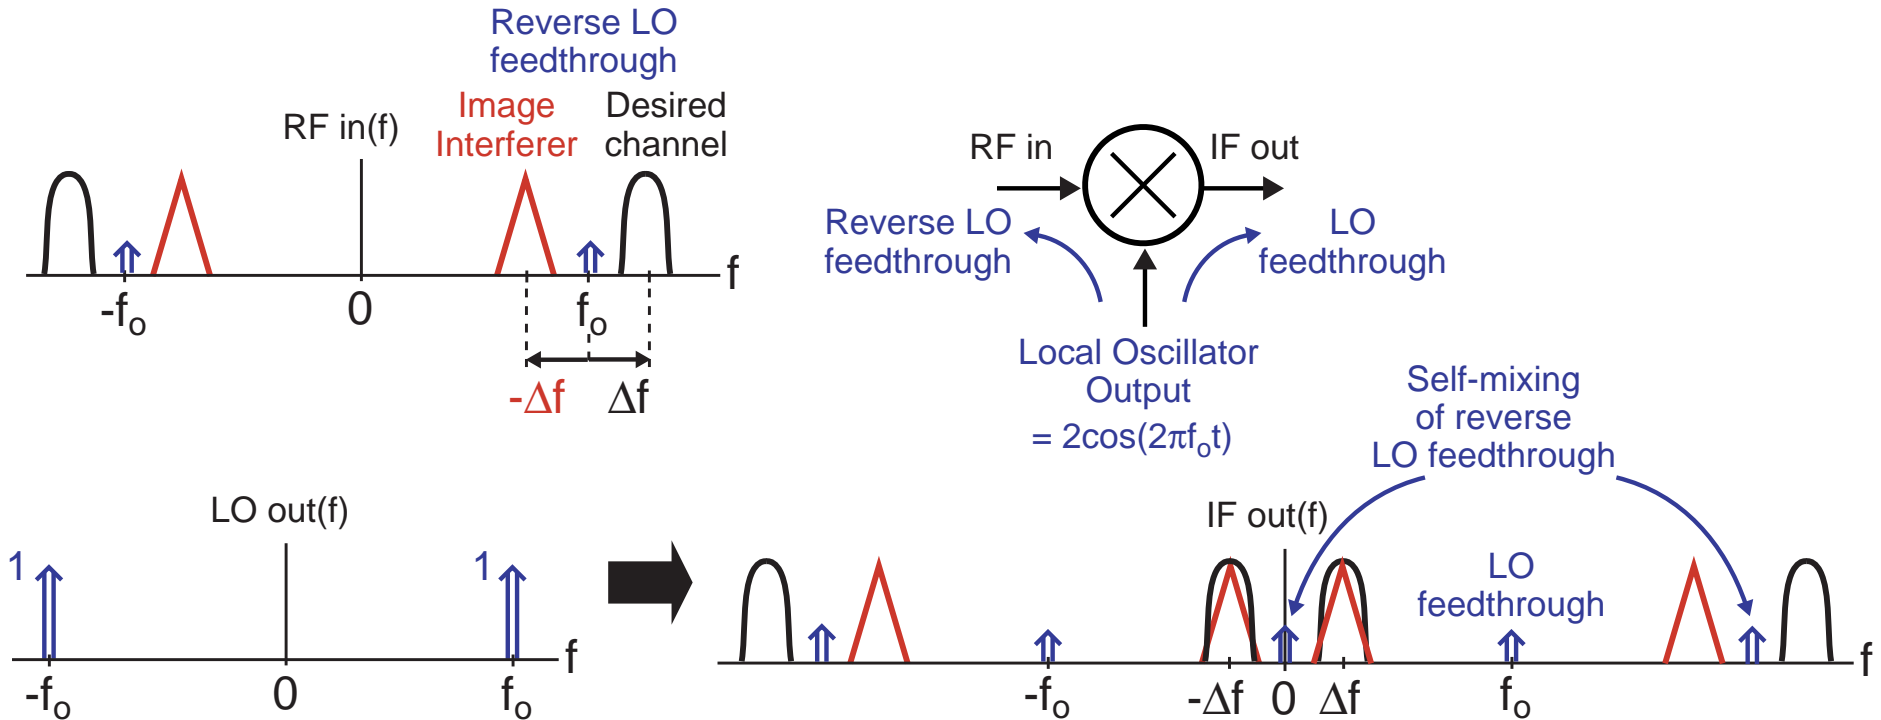 Reverse LO
feedthrough
Image
Interferer
Desired
channel
RF in(f)
-fo
0
fo
f
-Δf
Δf
RF in
IF out
Reverse LO
feedthrough
LO
feedthrough
Local Oscillator
Output
= 2cos(2πfot)
Self-mixing
of reverse
LO feedthrough
LO out(f)
1
1
-fo
0
fo
f
IF out(f)
LO
feedthrough
-fo
-Δf
0
Δf
fo
f